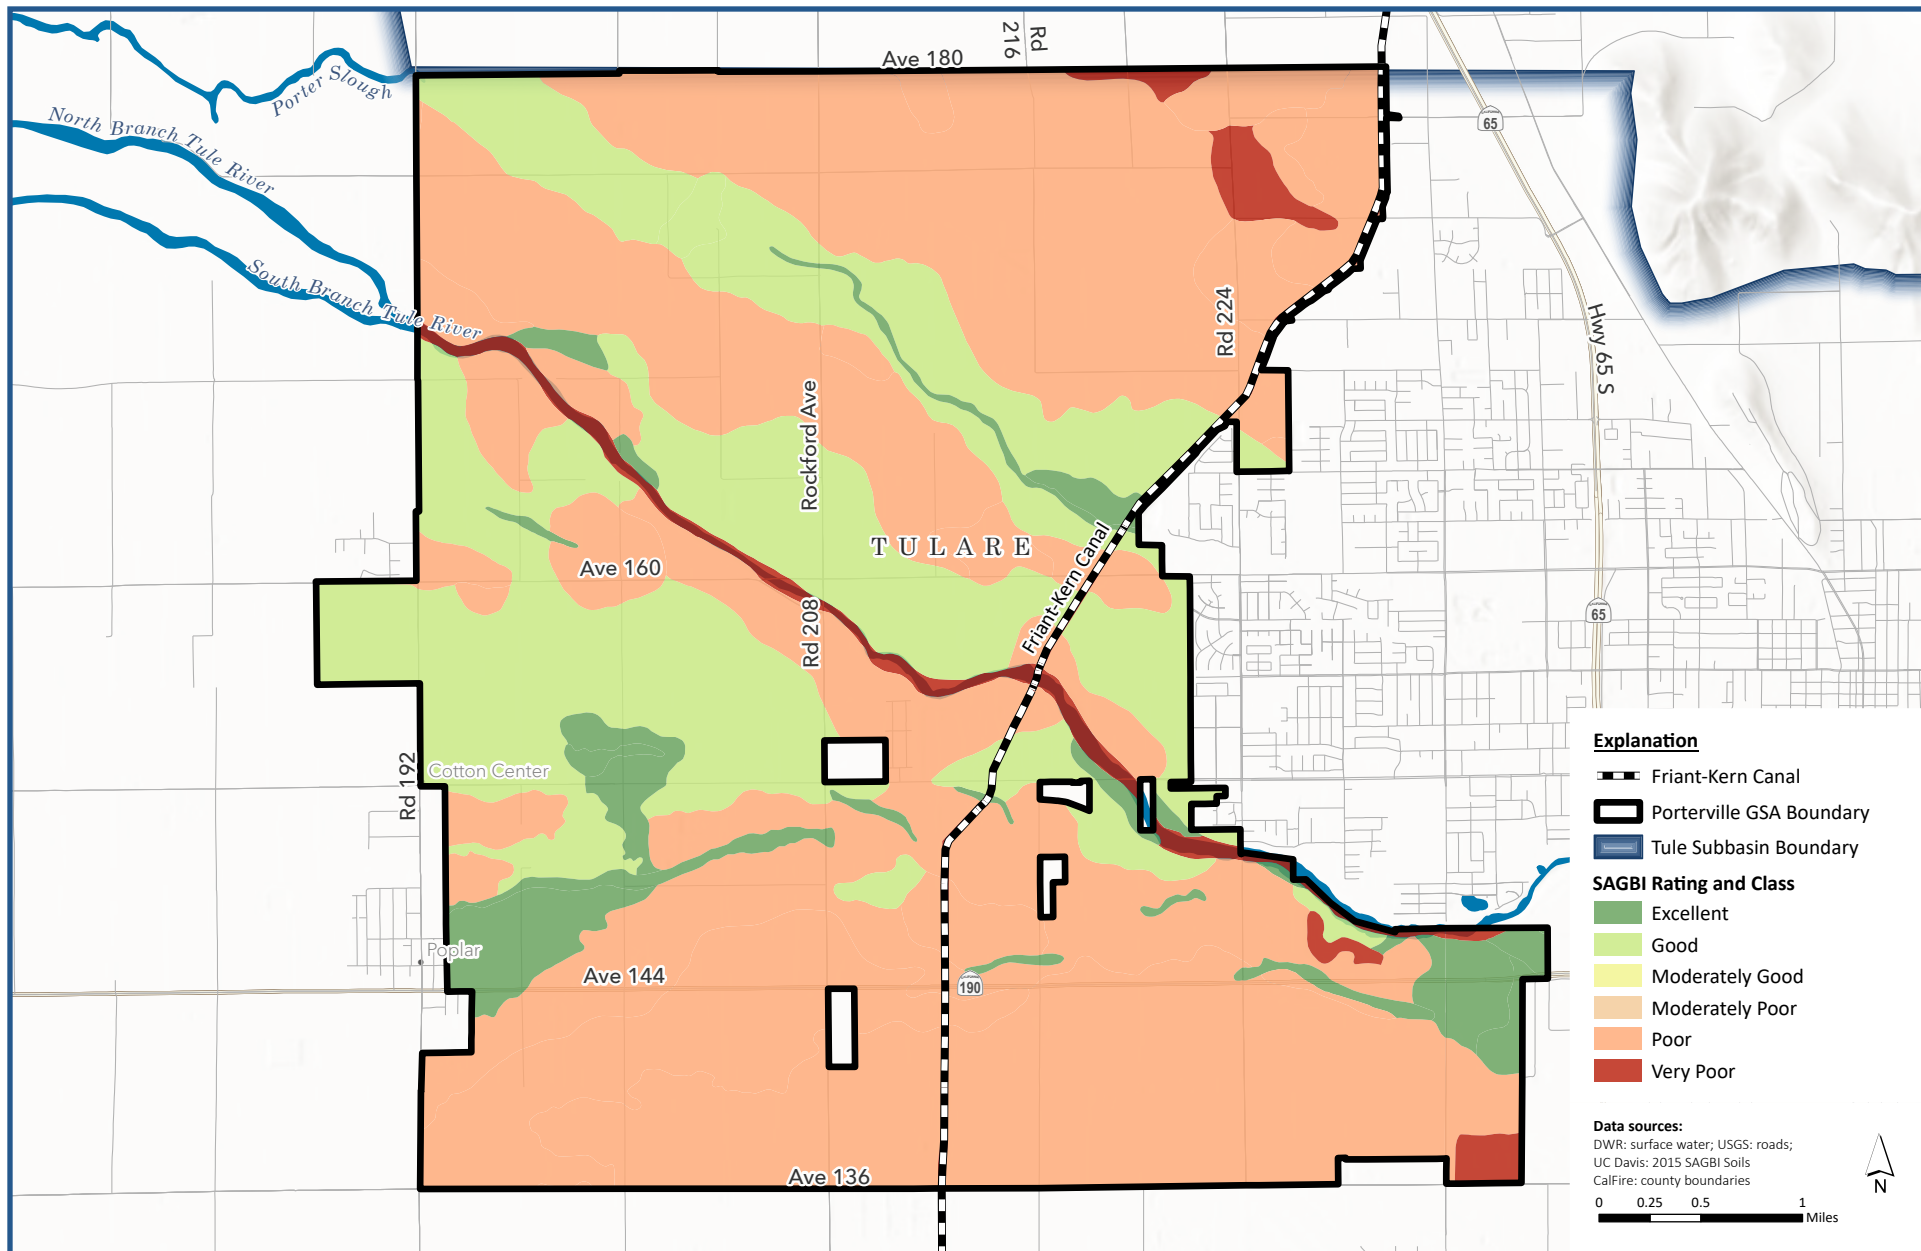 Ave 180
Rd
216
Porter Slough
North Branch Tule River
South Branch Tule River
CALIFORNIA
65
Hwy 65 S
Rd 224
Rockford Ave
TULARE
Friant-Kern Canal
Ave 160
Rd 208
CALIFORNIA
65
Rd 192
Cotton Center
Poplar
Ave 144
CALIFORNIA
190
Ave 136
Explanation
Friant-Kern Canal
Porterville GSA Boundary
Tule Subbasin Boundary
SAGBI Rating and Class
Excellent
Good
Moderately Good
Moderately Poor
Poor
Very Poor
Data sources:
DWR: surface water; USGS: roads;
UC Davis: 2015 SAGBI Soils
CalFire: county boundaries
N
0 0.25 0.5 1
Miles